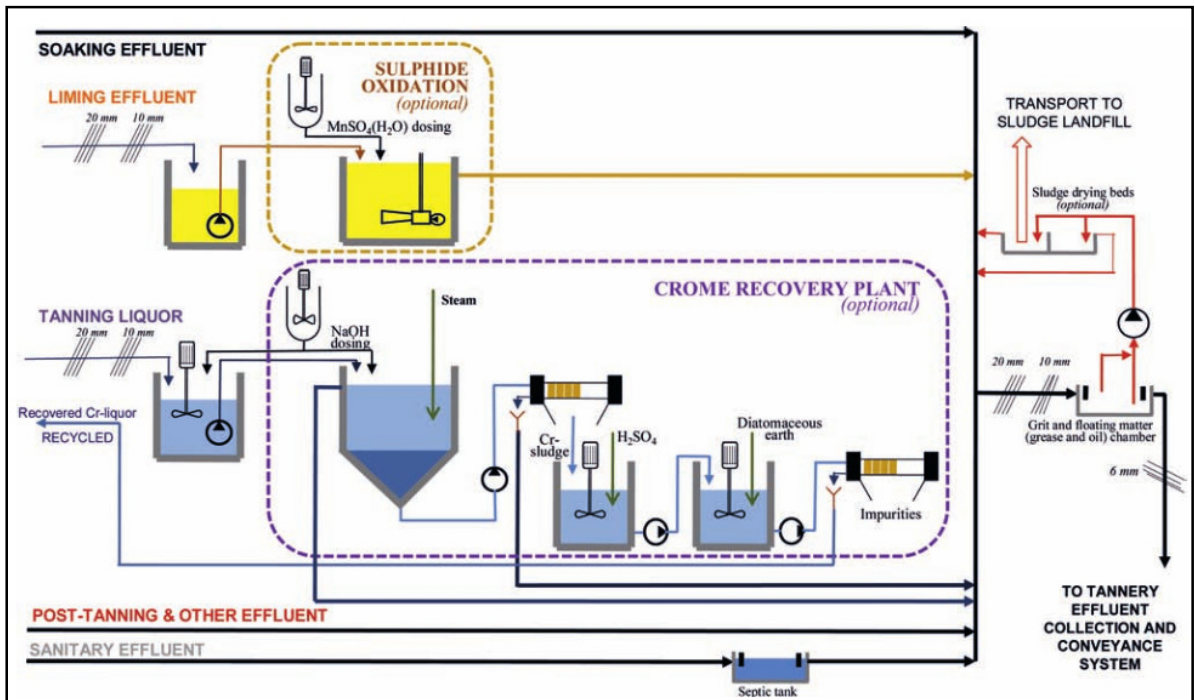 SOAKING EFFLUENT
SULPHIDE
OXIDATION
(optional)
LIMING EFFLUENT
20 mm
10 mm
MnSO4(H2O) dosing
TRANSPORT TO
SLUDGE LANDFILL
Sludge drying beds
(optional)
CROME RECOVERY PLANT
(optional)
Steam
TANNING LIQUOR
20 mm
10 mm
NaOH
dosing
Recovered Cr-liquor
RECYCLED
Cr-
sludge
H2SO4
Diatomaceous
earth
Impurities
20 mm
10 mm
Grit and floating matter
(grease and oil) chamber
6 mm
TO TANNERY
EFFLUENT
COLLECTION AND
CONVEYANCE
SYSTEM
POST-TANNING & OTHER EFFLUENT
SANITARY EFFLUENT
Septic tank